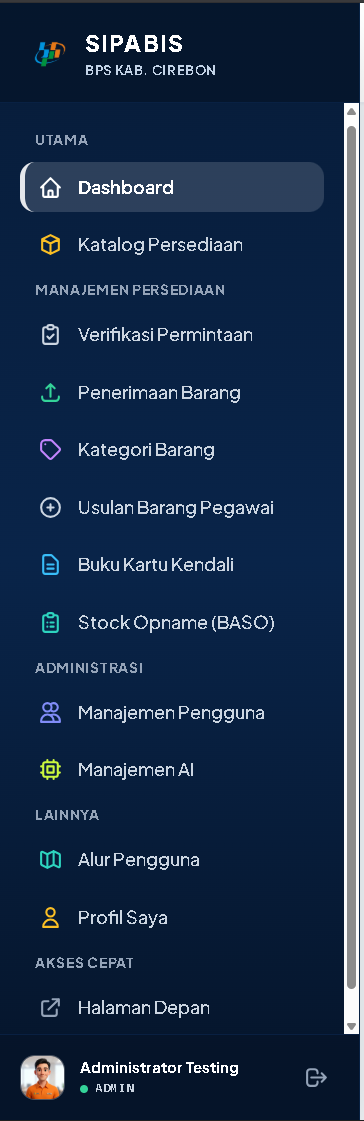 SIPABIS
BPS KAB. CIREBON
UTAMA
Dashboard
Katalog Persediaan
MANAJEMEN PERSEDIAAN
Verifikasi Permintaan
Penerimaan Barang
Kategori Barang
Usulan Barang Pegawai
Buku Kartu Kendali
Stock Opname (BASO)
ADMINISTRASI
Manajemen Pengguna
Manajemen AI
LAINNYA
Alur Pengguna
Profil Saya
AKSES CEPAT
Halaman Depan
Administrator Testing
ADMIN